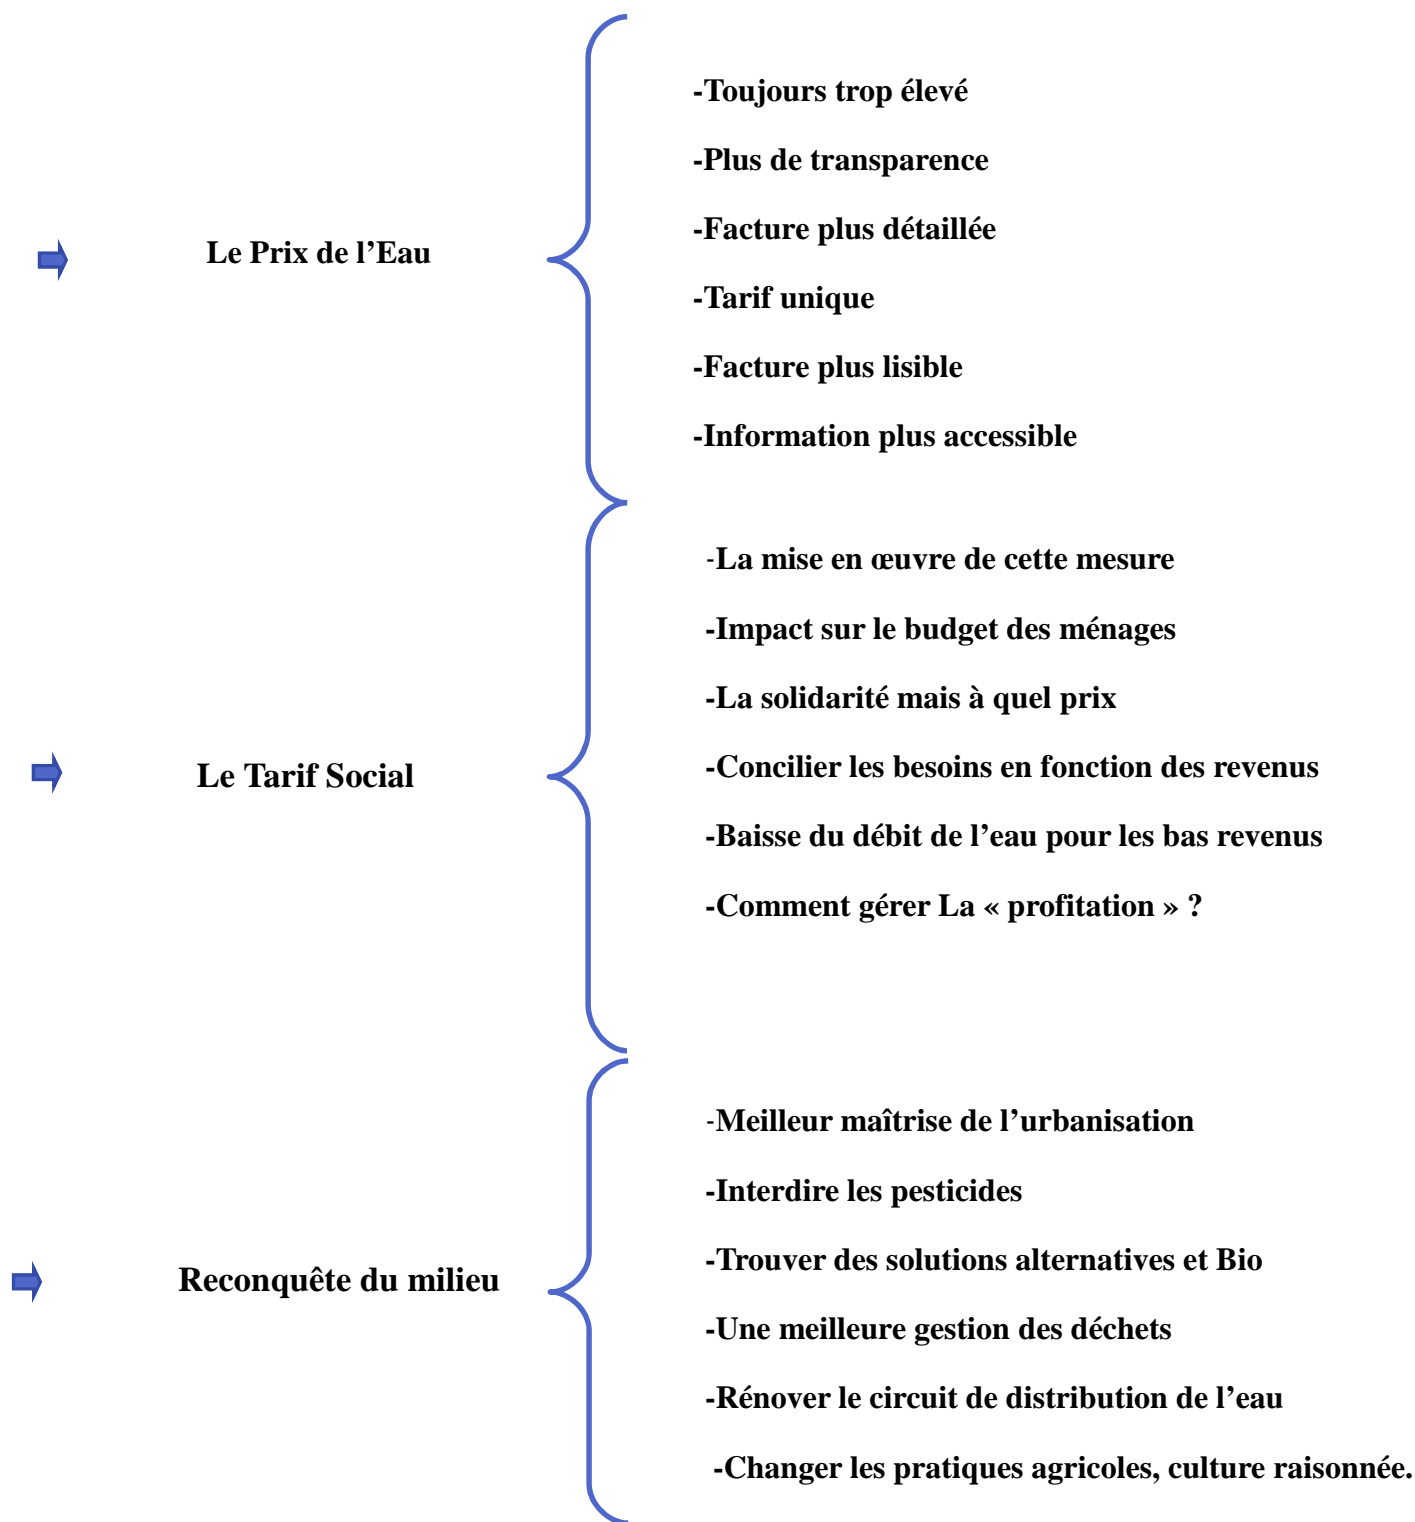 Le Prix de l’Eau
-Toujours trop élevé
-Plus de transparence
-Facture plus détaillée
-Tarif unique
-Facture plus lisible
-Information plus accessible
Le Tarif Social
-La mise en œuvre de cette mesure
-Impact sur le budget des ménages
-La solidarité mais à quel prix
-Concilier les besoins en fonction des revenus
-Baisse du débit de l’eau pour les bas revenus
-Comment gérer La « profitation » ?
Reconquête du milieu
-Meilleur maîtrise de l’urbanisation
-Interdire les pesticides
-Trouver des solutions alternatives et Bio
-Une meilleure gestion des déchets
-Rénover le circuit de distribution de l’eau
-Changer les pratiques agricoles, culture raisonnée.